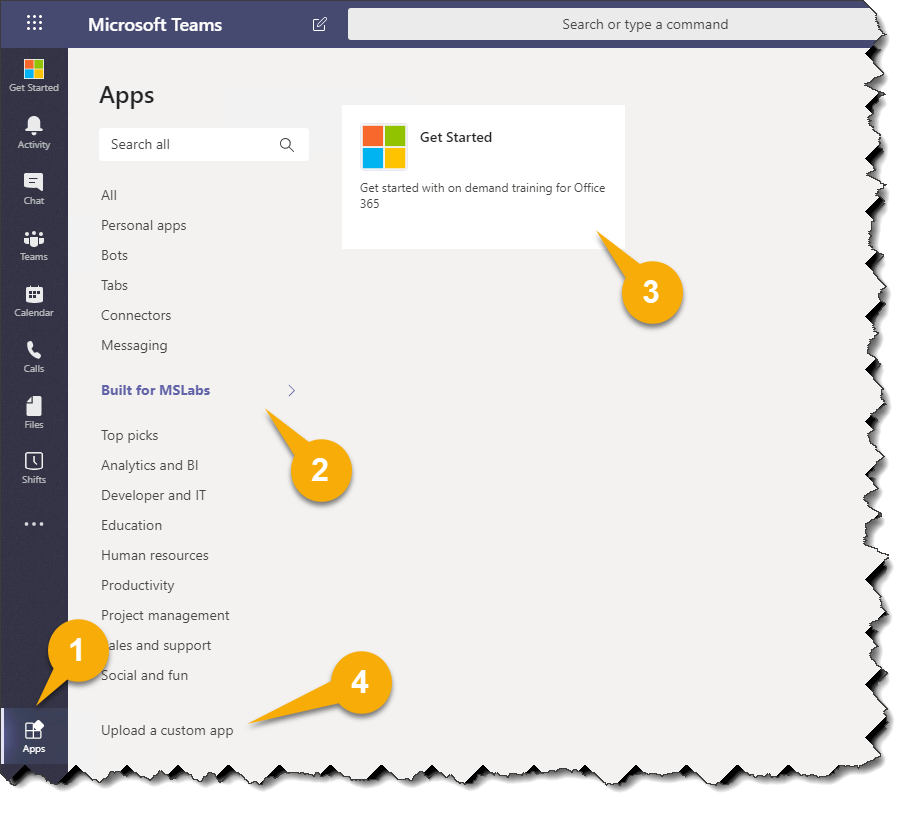 Microsoft Teams
Search or type a command
Get Started
Activity
Chat
Teams
Calendar
Calls
Files
Shifts
Apps
Apps
Search all
All
Personal apps
Bots
Tabs
Connectors
Messaging
Built for MSLabs
2
Top picks
Analytics and BI
Developer and IT
Education
Human resources
Productivity
Project management
1
ales and support
Social and fun
4
Upload a custom app
Get Started
Get started with on demand training for Office
365
3